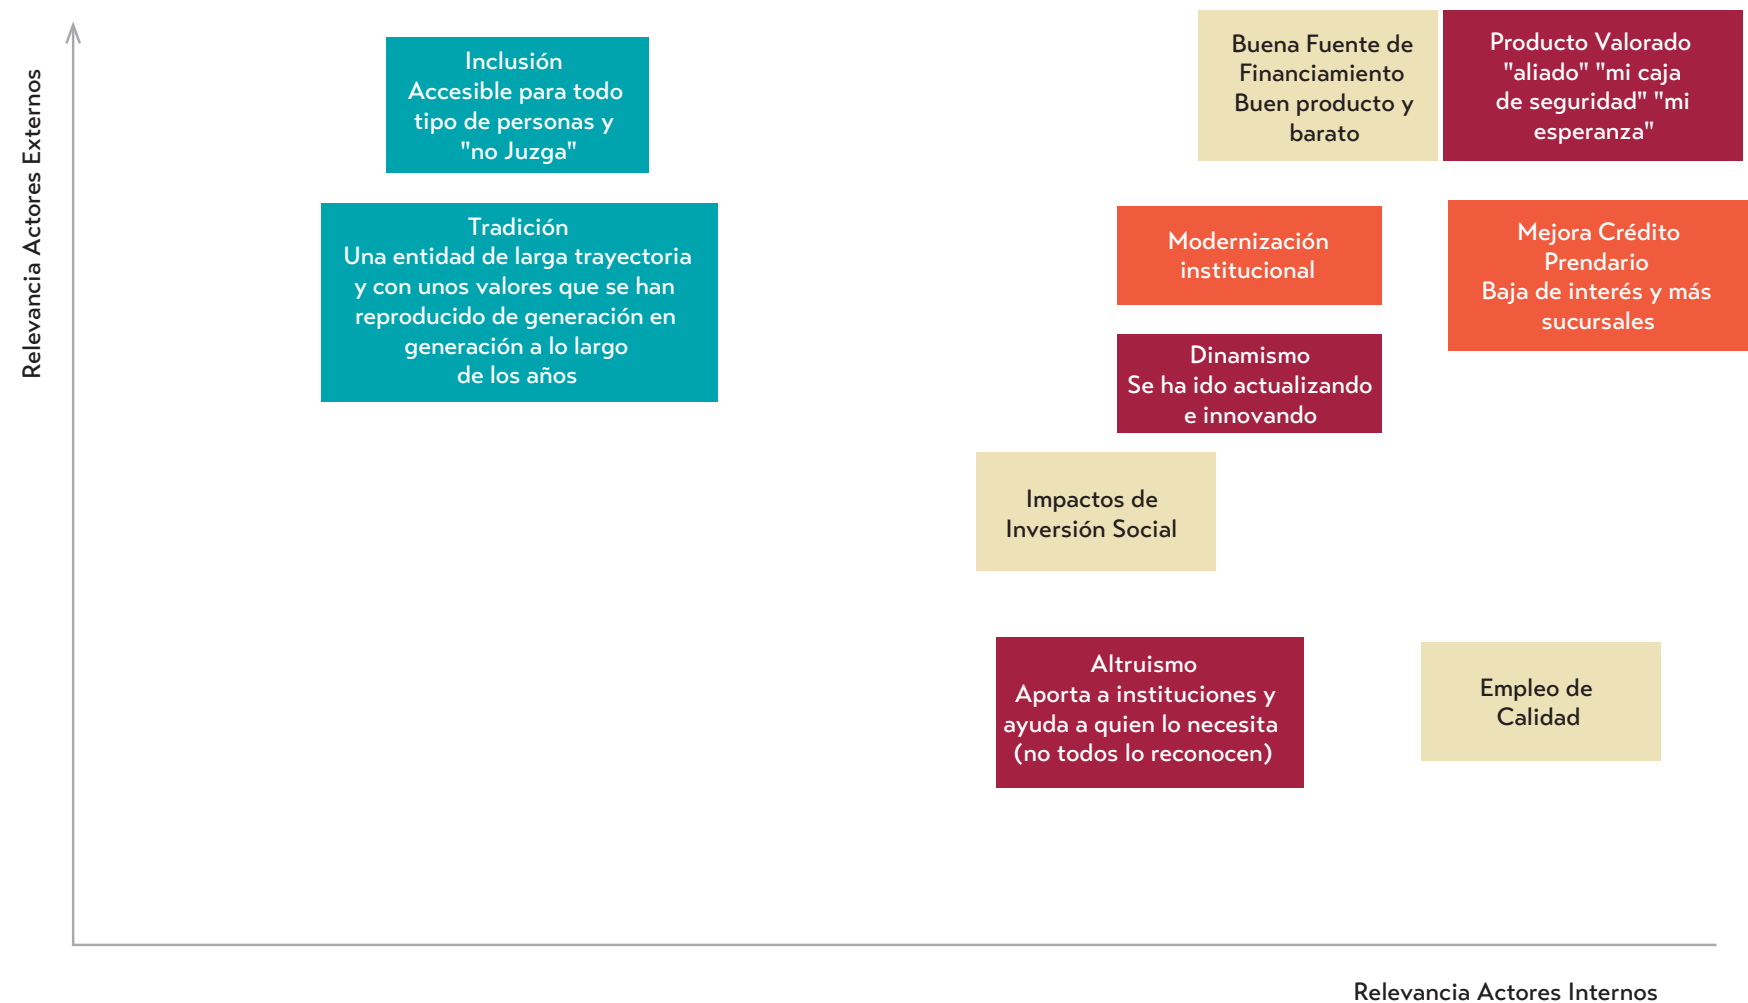 Relevancia Actores Externos
Inclusión
Accesible para todo
tipo de personas y
"no Juzga"
Buena Fuente de
Financiamiento
Buen producto y
barato
Producto Valorado
"aliado" "mi caja
de seguridad" "mi
esperanza"
Tradición
Una entidad de larga trayectoria
y con unos valores que se han
reproducido de generación en
generación a lo largo
de los años
Modernización
institucional
Mejora Crédito
Prendario
Baja de interés y más
sucursales
Dinamismo
Se ha ido actualizando
e innovando
Impactos de
Inversión Social
Altruismo
Aporta a instituciones y
ayuda a quien lo necesita
(no todos lo reconocen)
Empleo de
Calidad
Relevancia Actores Internos